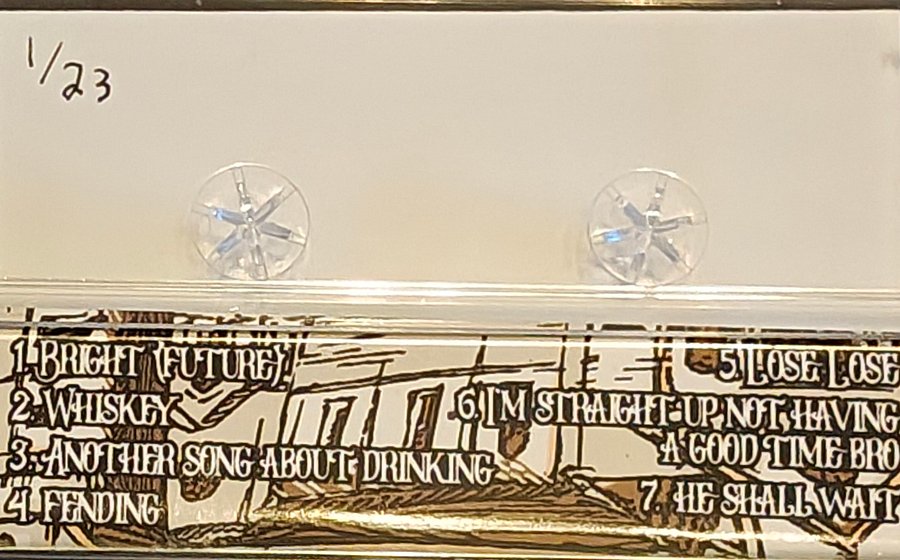 1/23
1. BRIGHT {FUTURE}!
2. WHISKEY
3. ANOTHER SONG ABOUT DRINKING
4. FENDING
5. LOSE LOSE
6. I'M STRAIGHT UP NOT HAVING
A GOOD TIME BRO
7. HE SHALL WAIT